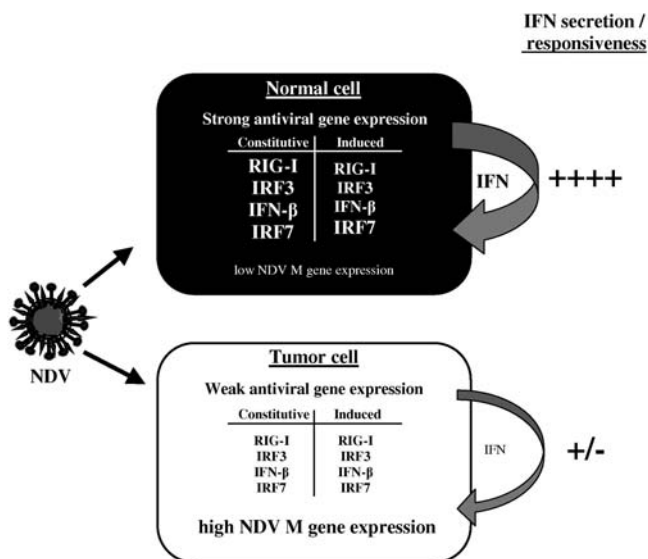 IFN secretion /
responsiveness
Normal cell
Strong antiviral gene expression
Constitutive Induced
RIG-I RIG-I
IRF3 IRF3
IFN-β IFN-β
IRF7 IRF7
low NDV M gene expression
IFN
++++
NDV
Tumor cell
Weak antiviral gene expression
Constitutive Induced
RIG-I RIG-I
IRF3 IRF3
IFN-β IFN-β
IRF7 IRF7
high NDV M gene expression
IFN
+/-